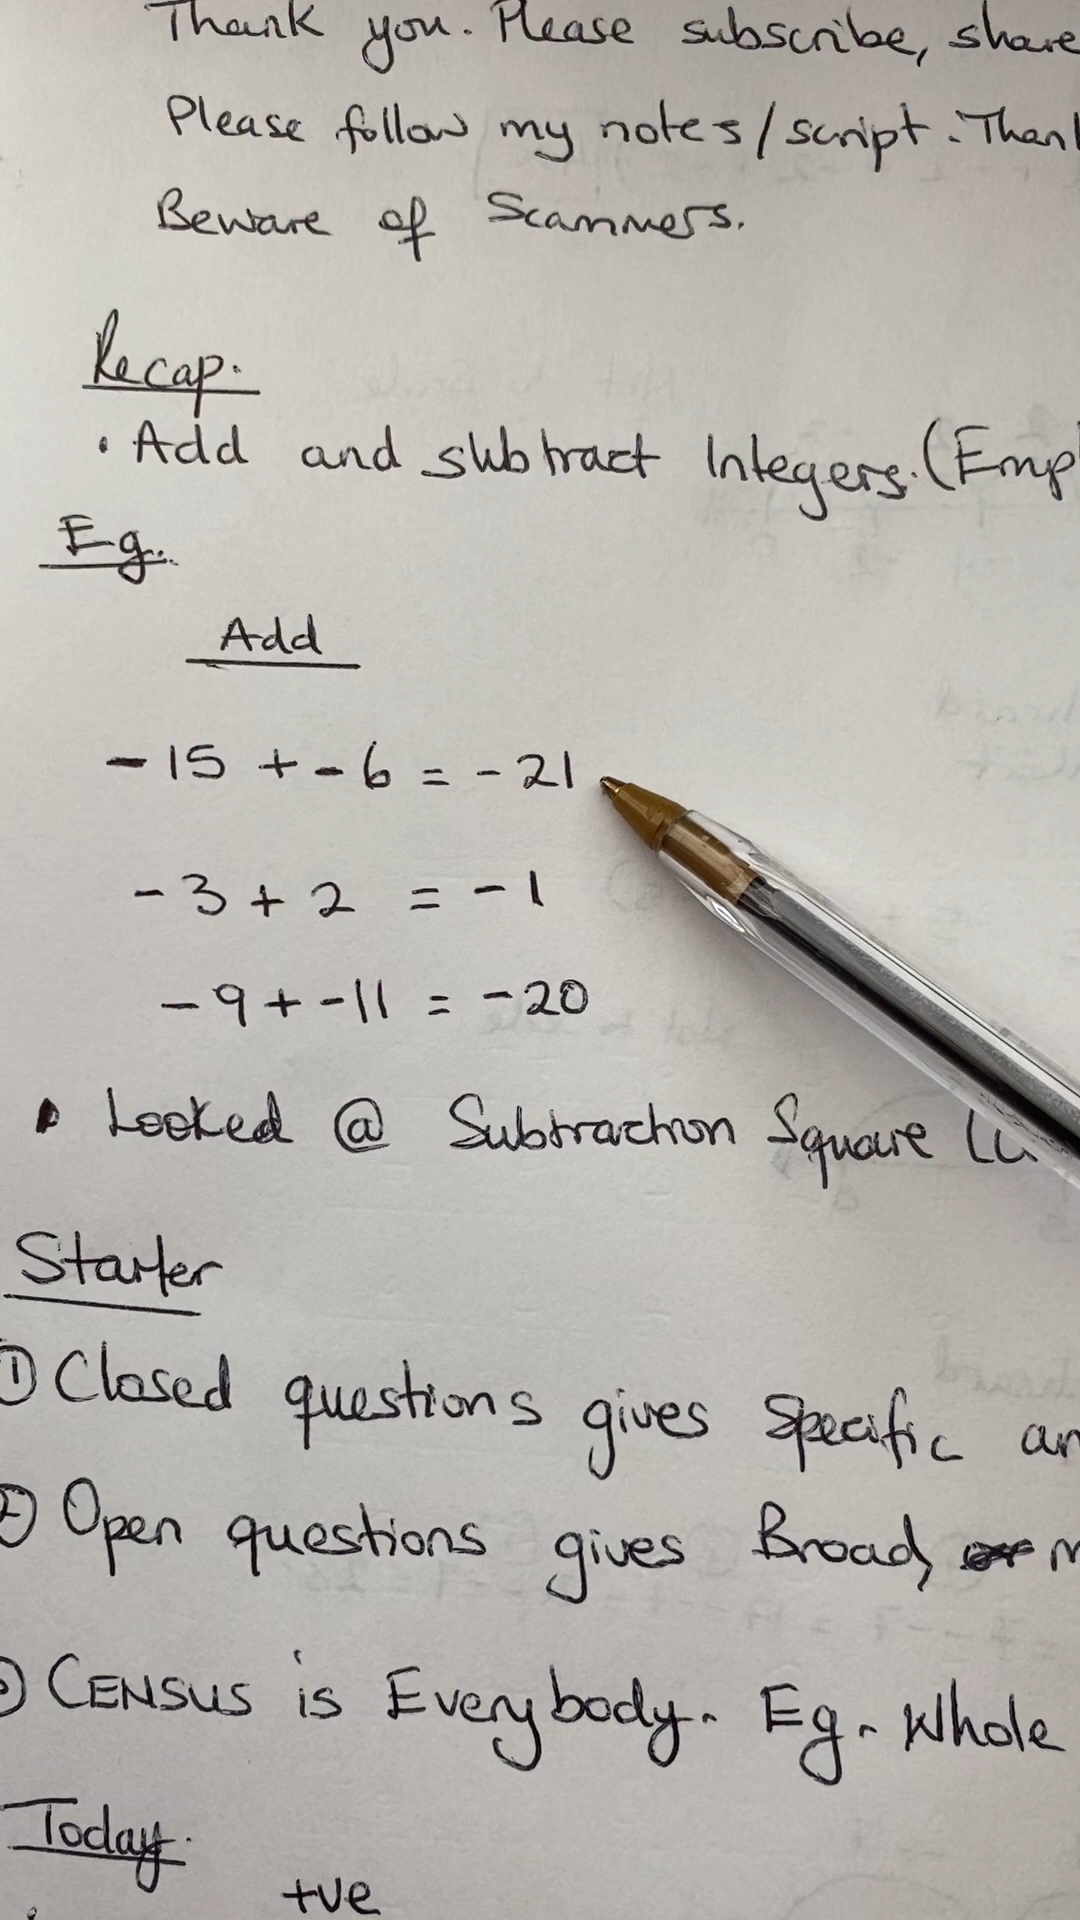 Thank you. Please subscribe, share
Please follow my notes/script. Than
Beware of Scammers.
Recap.
• Add and subtract Integers. (Emp
Eg.
Add
-15 + -6 = -21
-3 + 2 = -1
-9 + -11 = -20
• Looked @ Subtraction Square (
Starter
① Closed questions gives specific an
② Open questions gives Broad,
CENSUS is Everybody. Eg. Whole
Today.
+ve